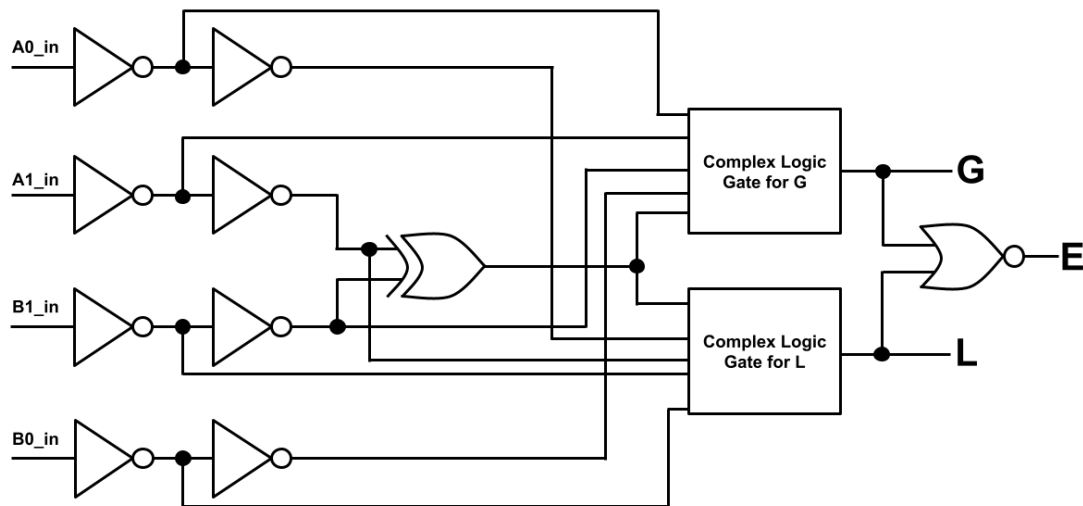 A0_in
A1_in
Complex Logic
Gate for G
G
E
B1_in
Complex Logic
Gate for L
L
B0_in